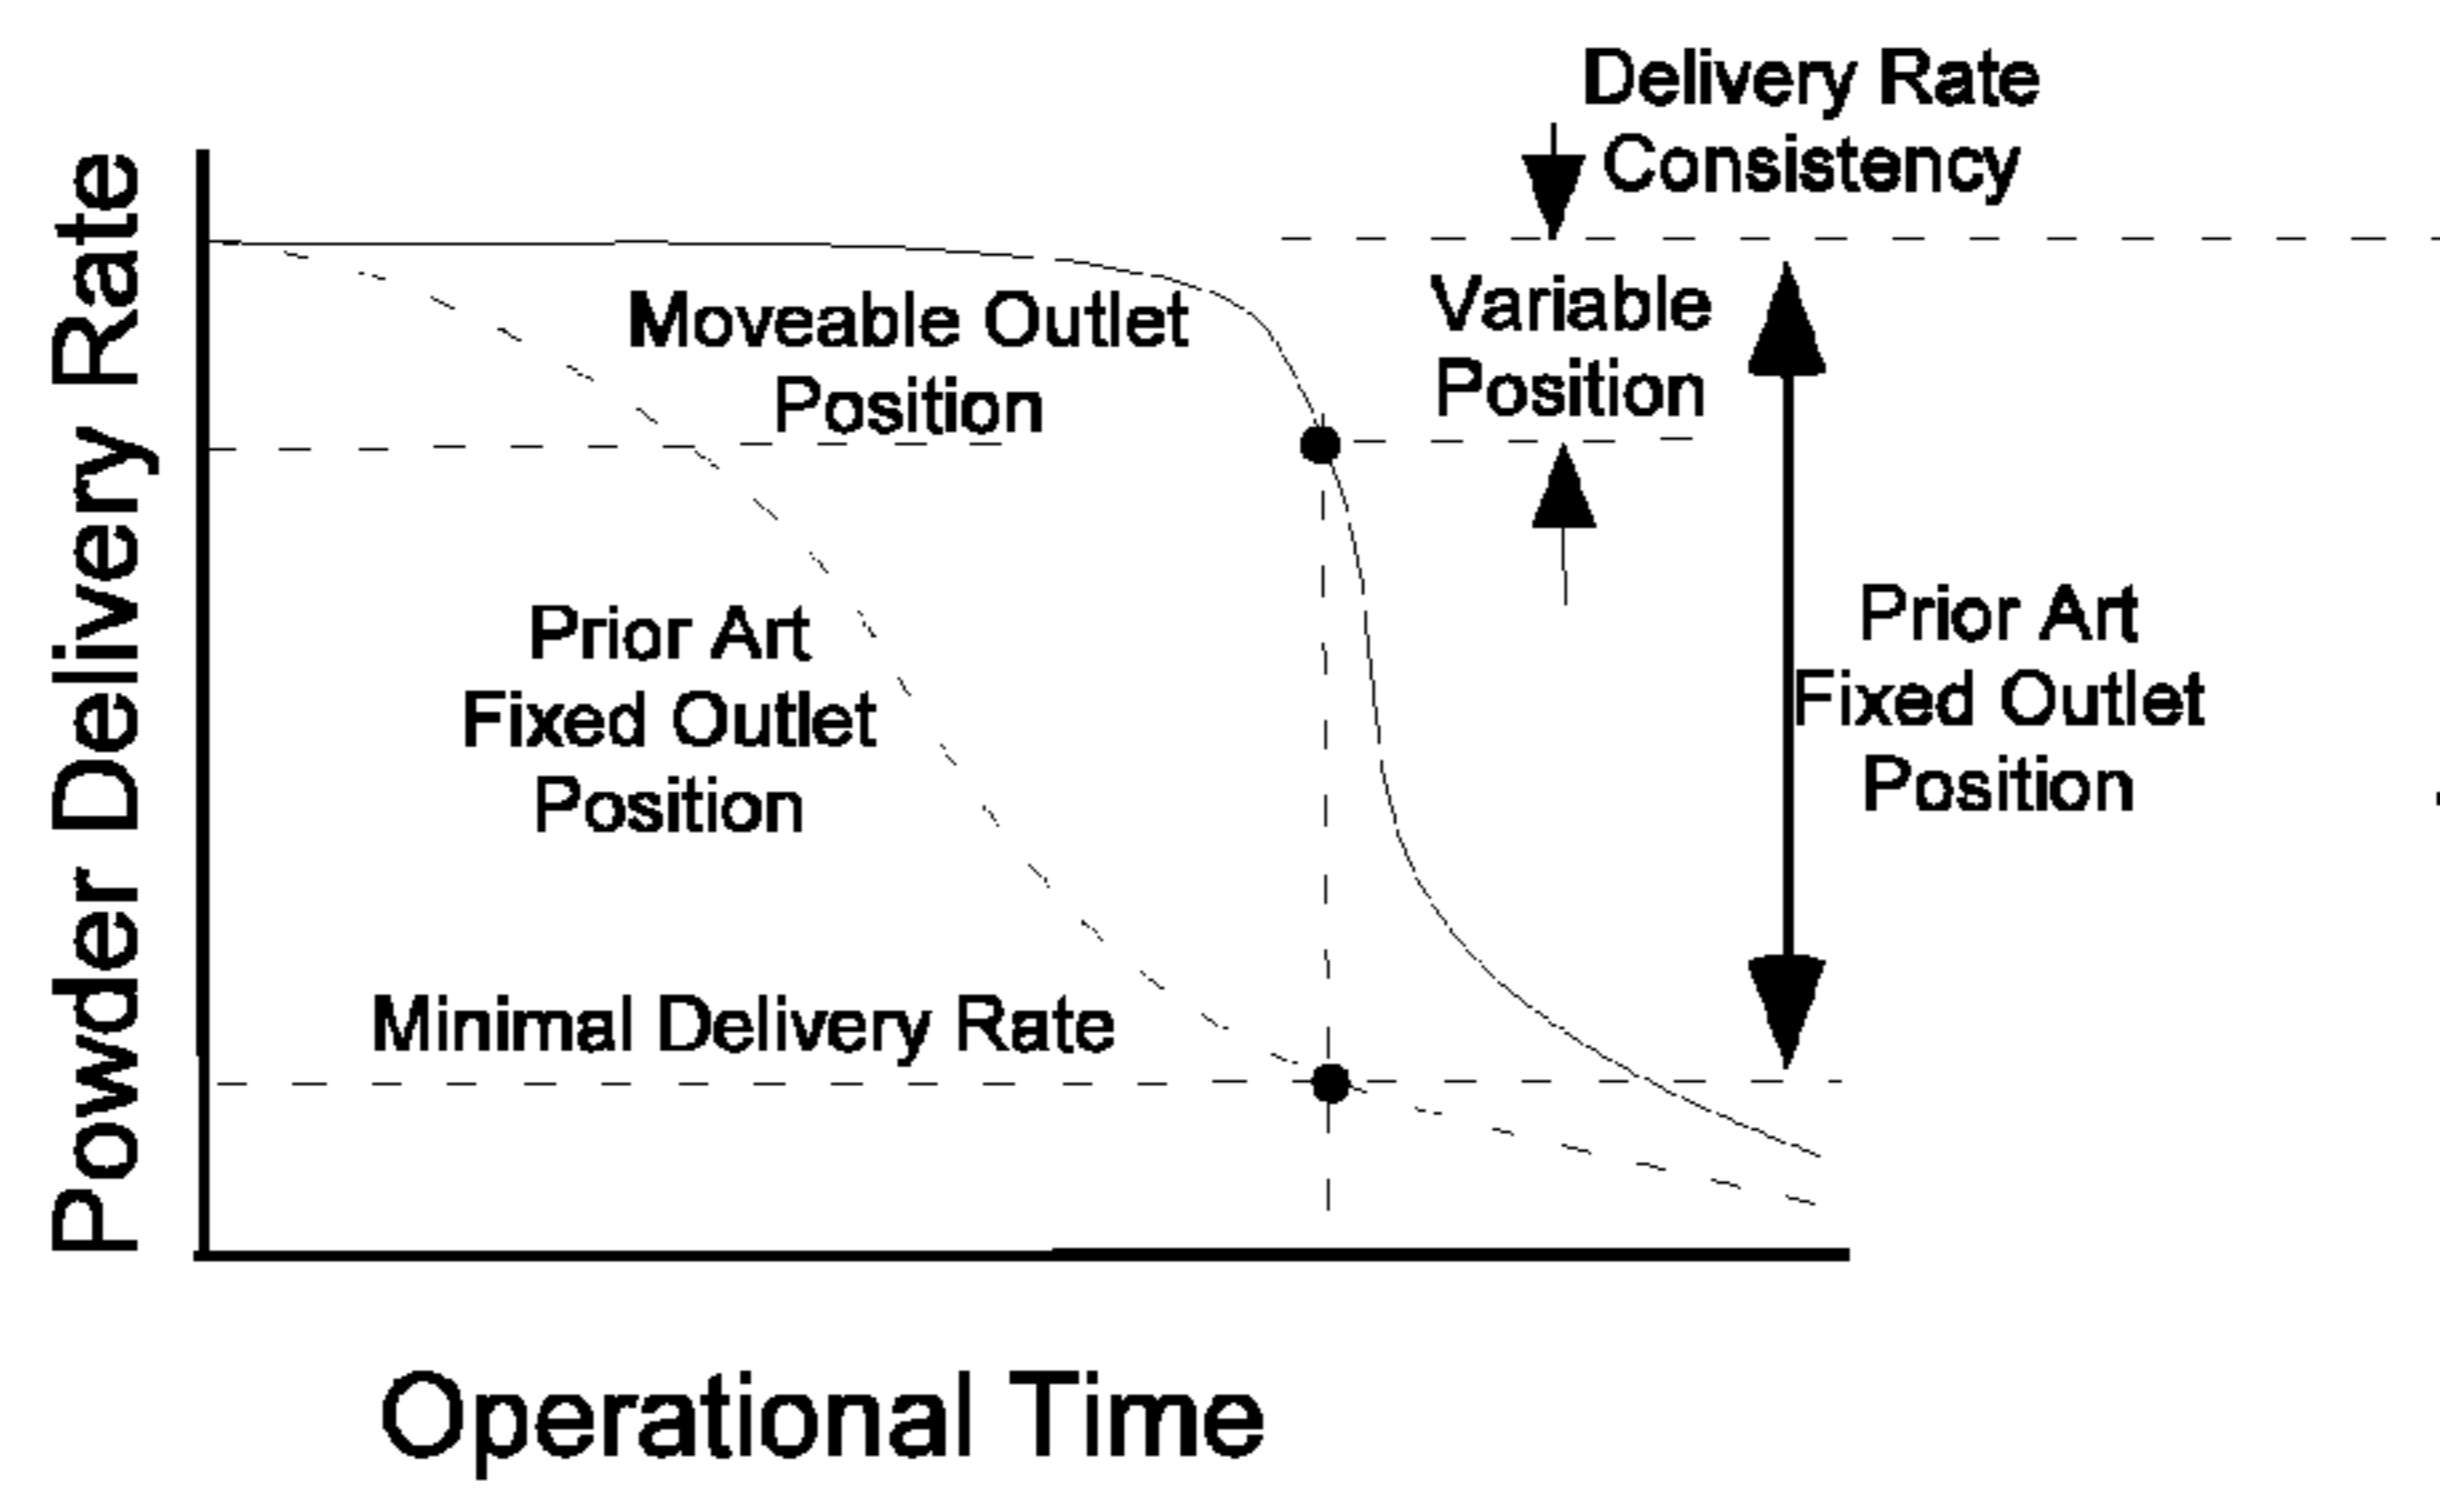 Delivery Rate
Consistency
Powder Delivery Rate
Moveable Outlet
Position
Variable
Position
Prior Art
Fixed Outlet
Position
Prior Art
Fixed Outlet
Position
Minimal Delivery Rate
Operational Time